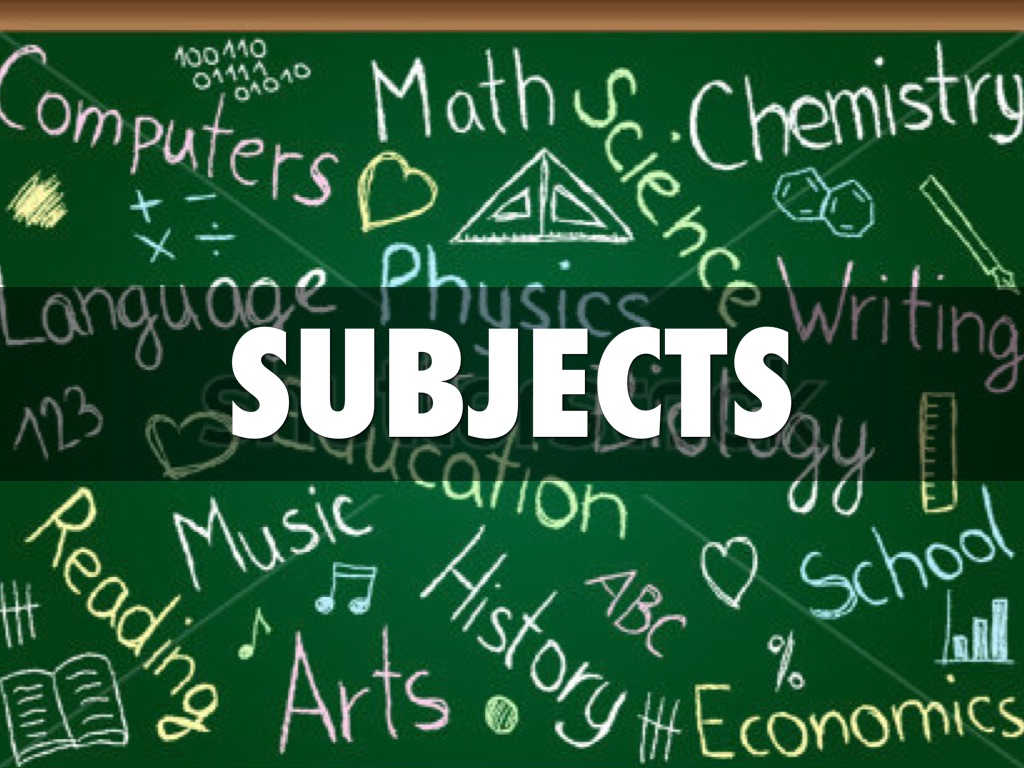 100110
01111
01010
Computers
Math
Science
Chemistry
+ -
× ÷
Language
Physics
Writing
SUBJECTS
123
Education
Biology
Reading
Music
History
ABC
School
Arts
%
Economics